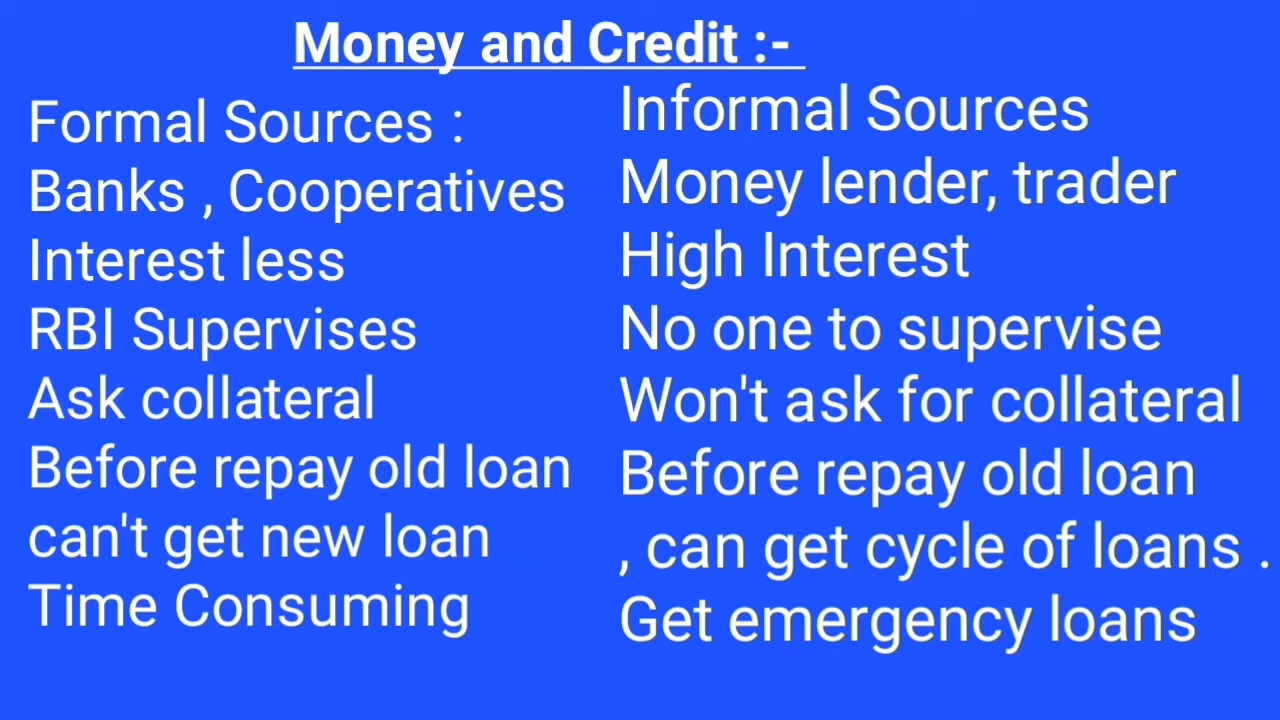 Money and Credit :-
Formal Sources :
Banks , Cooperatives
Interest less
RBI Supervises
Ask collateral
Before repay old loan
can't get new loan
Time Consuming
Informal Sources
Money lender, trader
High Interest
No one to supervise
Won't ask for collateral
Before repay old loan
, can get cycle of loans .
Get emergency loans